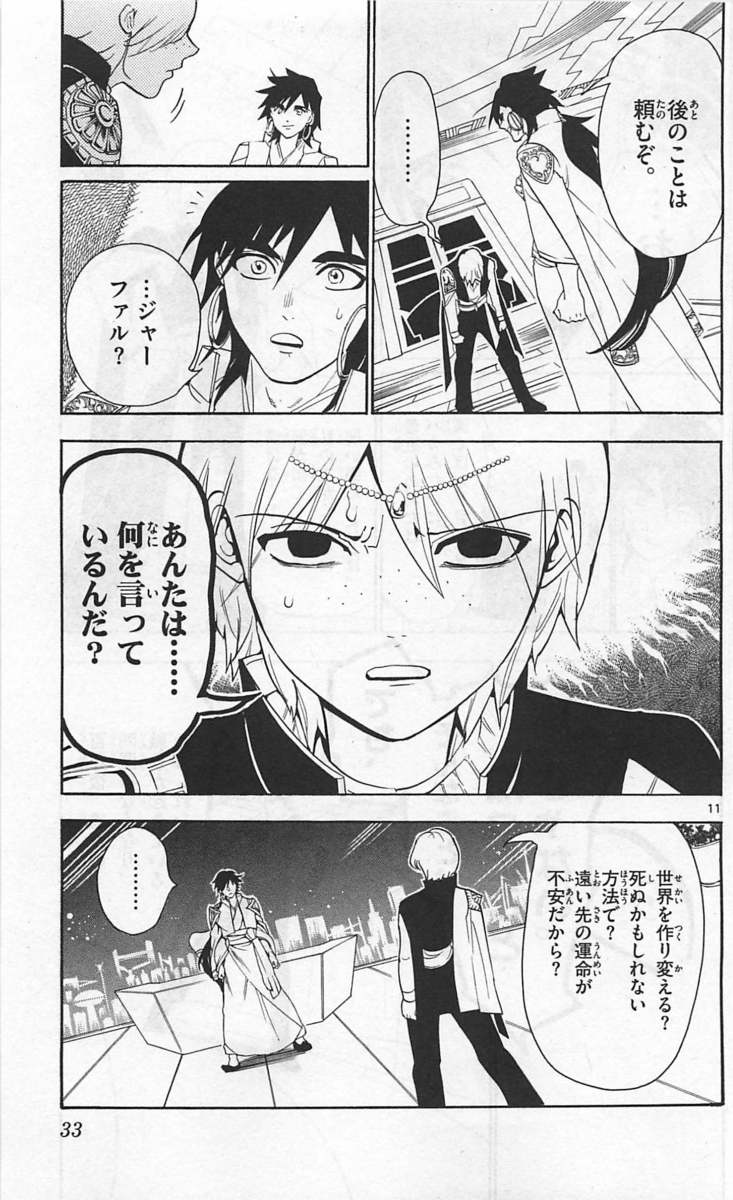 後のことは
頼むぞ。
………
…ジャー
ファル？
あんたは……
何を言って
いるんだ？
11
世界を作り変える？
死ぬかもしれない
方法で？
遠い先の運命が
不安だから？
………
33